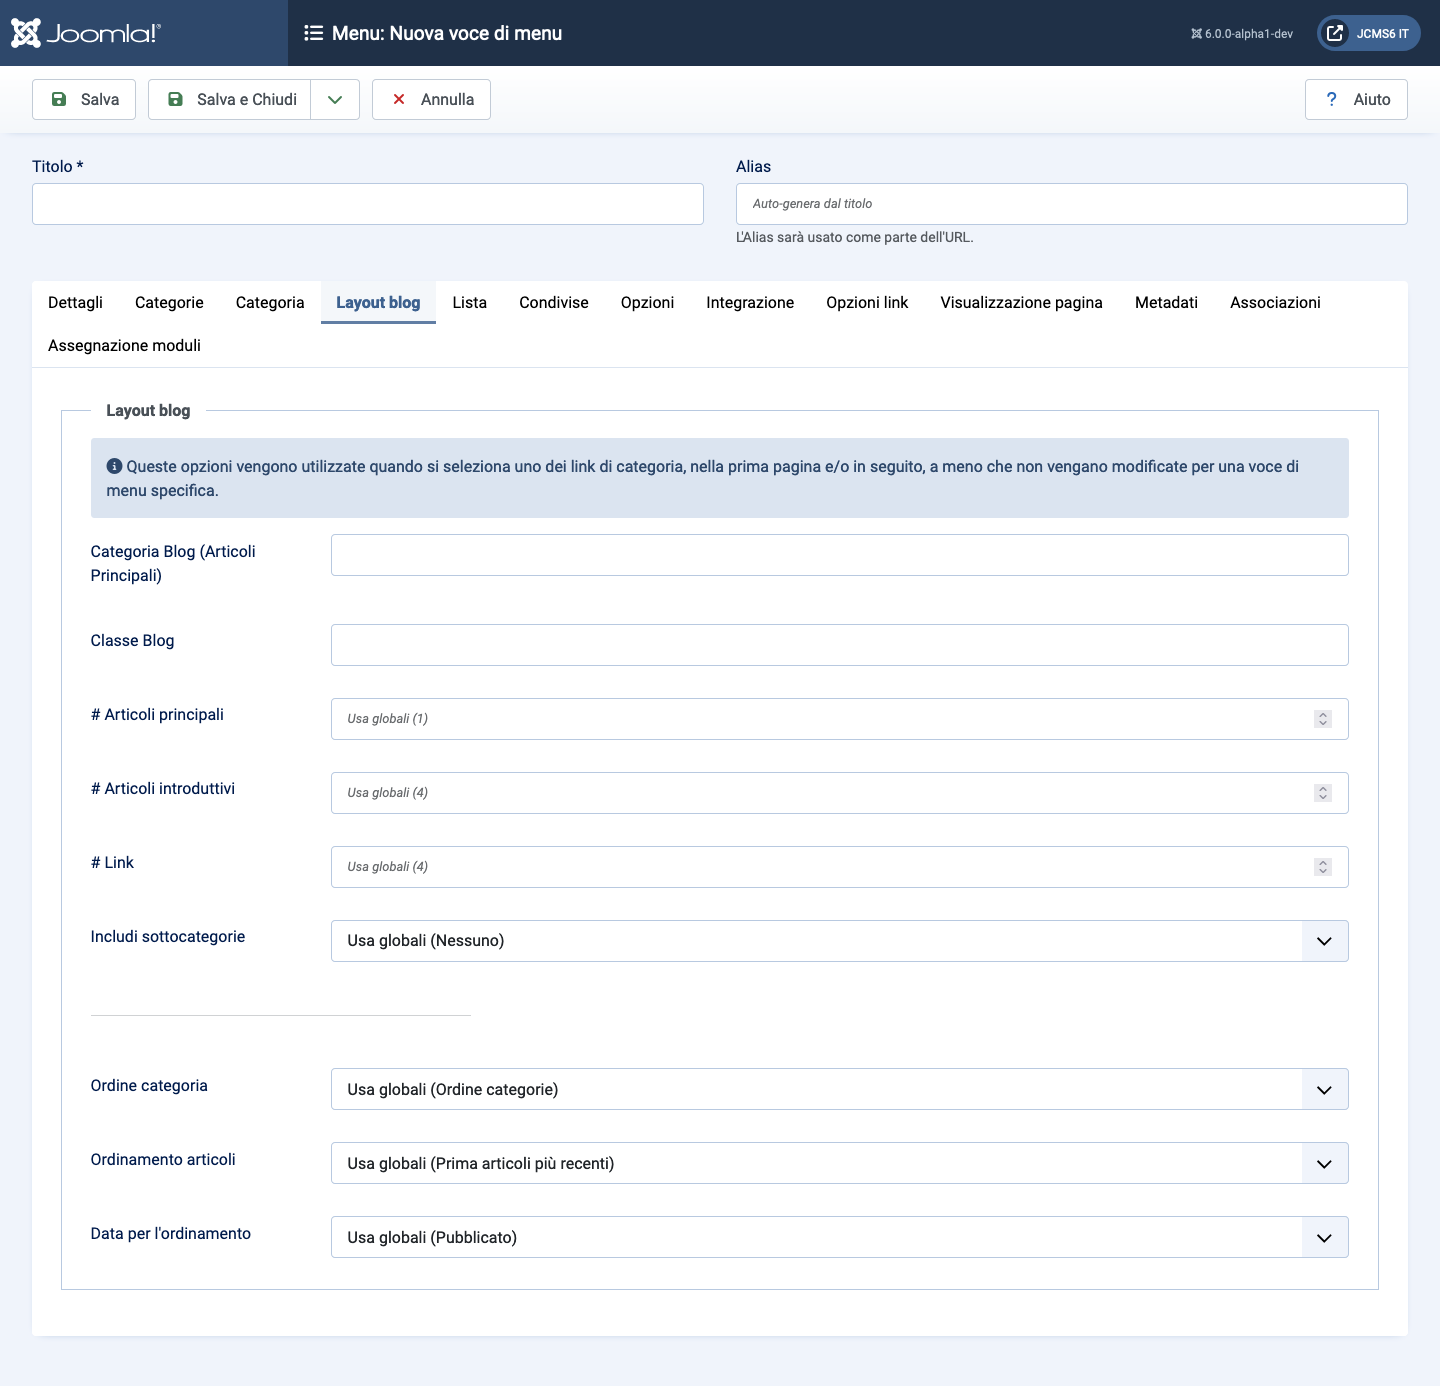 Joomla!®
Menu: Nuova voce di menu
6.0.0-alpha1-dev
JCMS6 IT
Salva
Salva e Chiudi
Annulla
? Aiuto
Titolo *
Alias
Auto-genera dal titolo
L'Alias sarà usato come parte dell'URL.
Dettagli Categorie Categoria Layout blog Lista Condivise Opzioni Integrazione Opzioni link Visualizzazione pagina Metadati Associazioni
Assegnazione moduli
Layout blog
Queste opzioni vengono utilizzate quando si seleziona uno dei link di categoria, nella prima pagina e/o in seguito, a meno che non vengano modificate per una voce di
menu specifica.
Categoria Blog (Articoli
Principali)
Classe Blog
# Articoli principali
Usa globali (1)
# Articoli introduttivi
Usa globali (4)
# Link
Usa globali (4)
Includi sottocategorie
Usa globali (Nessuno)
Ordine categoria
Usa globali (Ordine categorie)
Ordinamento articoli
Usa globali (Prima articoli più recenti)
Data per l'ordinamento
Usa globali (Pubblicato)